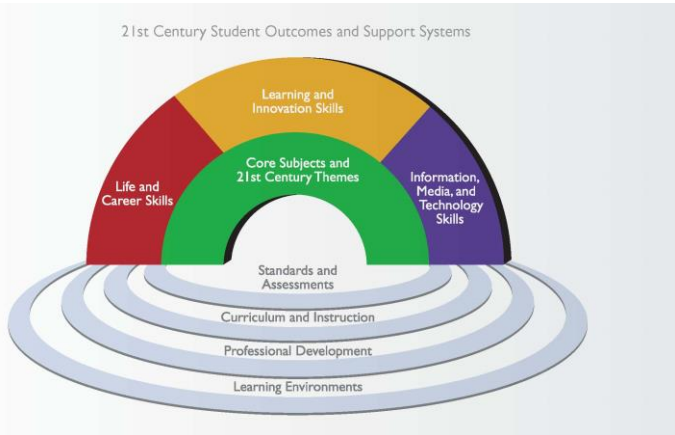 21st Century Student Outcomes and Support Systems
Learning and
Innovation Skills
Core Subjects and
21st Century Themes
Life and
Career Skills
Information,
Media, and
Technology
Skills
Standards and
Assessments
Curriculum and Instruction
Professional Development
Learning Environments